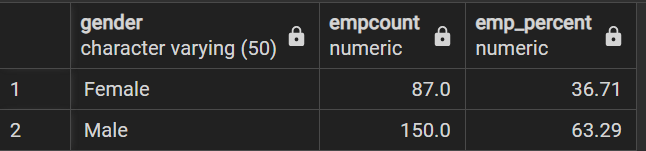 gender empcount emp_percent
character varying (50) numeric numeric
1 Female 87.0 36.71
2 Male 150.0 63.29